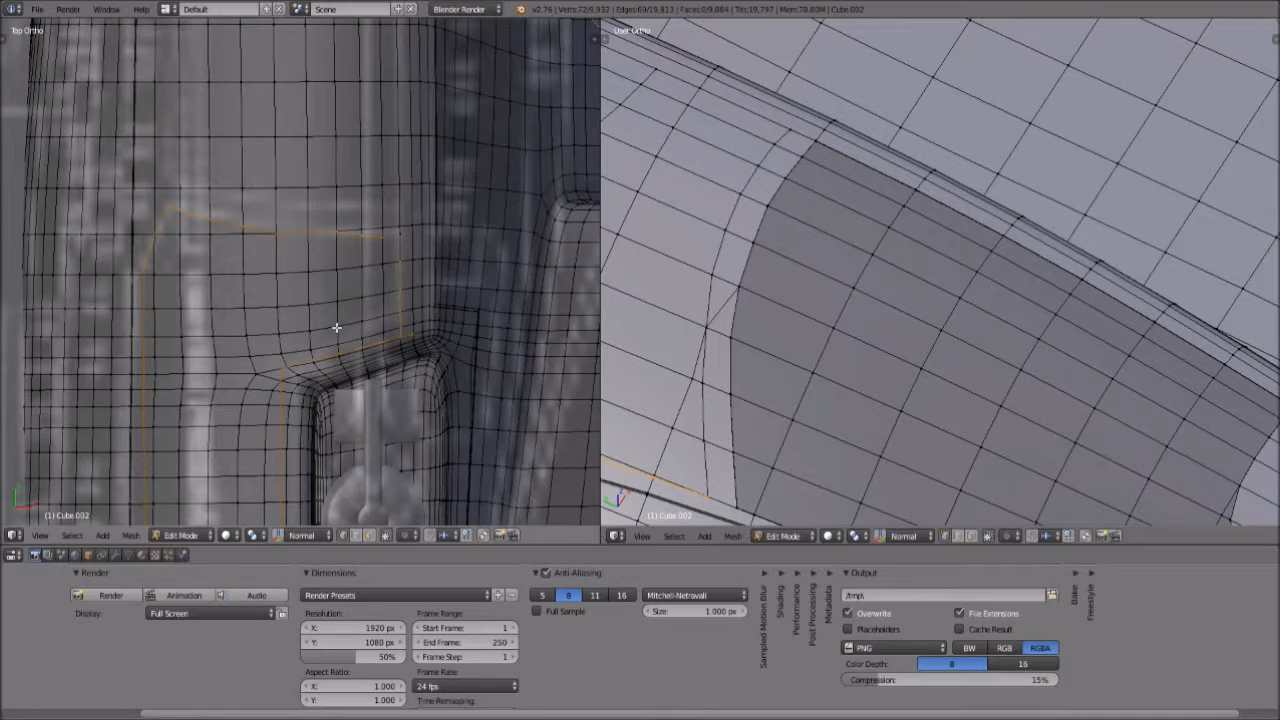 File Render Window Help Default Scene Blender Render v2.76 | Verts:72/9,932 | Edges:69/19,813 | Faces:0/9,884 | Tris:19,797 | Mem:78.80M | Cube.002
Top Ortho
User Ortho
(1) Cube.002
(1) Cube.002
View Select Add Mesh Edit Mode Normal
View Select Add Mesh Edit Mode Normal
Render
Render Animation Audio
Display: Full Screen
Dimensions
Render Presets
Resolution: Frame Range:
X: 1920 px Start Frame: 1
Y: 1080 px End Frame: 250
50% Frame Step: 1
Aspect Ratio: Frame Rate:
X: 1.000 24 fps
Y: 1.000 Time Remapping:
Anti-Aliasing
5 8 11 16 Mitchell-Netravali
Full Sample Size: 1.000 px
Sampled Motion Blur
Shading
Performance
Post Processing
Metadata
Output
/tmp\
Overwrite File Extensions
Placeholders Cache Result
PNG BW RGB RGBA
Color Depth: 8 16
Compression: 15%
Bake
Freestyle